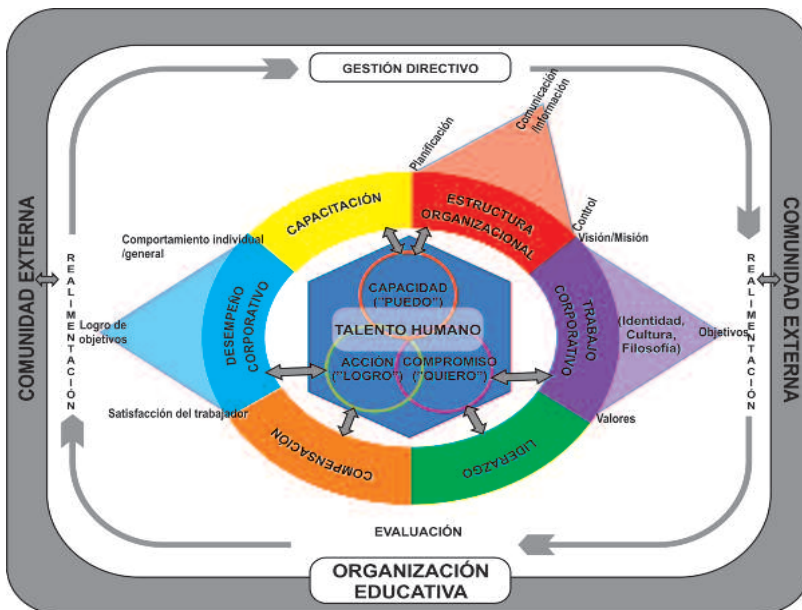 GESTIÓN DIRECTIVO
Comunicación
/Información
Planificación
CAPACITACIÓN
ESTRUCTURA
ORGANIZACIONAL
Control
Visión/Misión
COMUNIDAD EXTERNA
REALIMENTACIÓN
Comportamiento individual
/general
Logro de
objetivos
Satisfacción del trabajador
DESEMPEÑO
CORPORATIVO
CAPACIDAD
("PUEDO")
TALENTO HUMANO
ACCIÓN
("LOGRO")
COMPROMISO
("QUIERO")
TRABAJO
CORPORATIVO
(Identidad,
Cultura,
Filosofía)
Objetivos
Valores
REALIMENTACIÓN
COMUNIDAD EXTERNA
COMPENSACIÓN
LIDERAZGO
EVALUACIÓN
ORGANIZACIÓN
EDUCATIVA